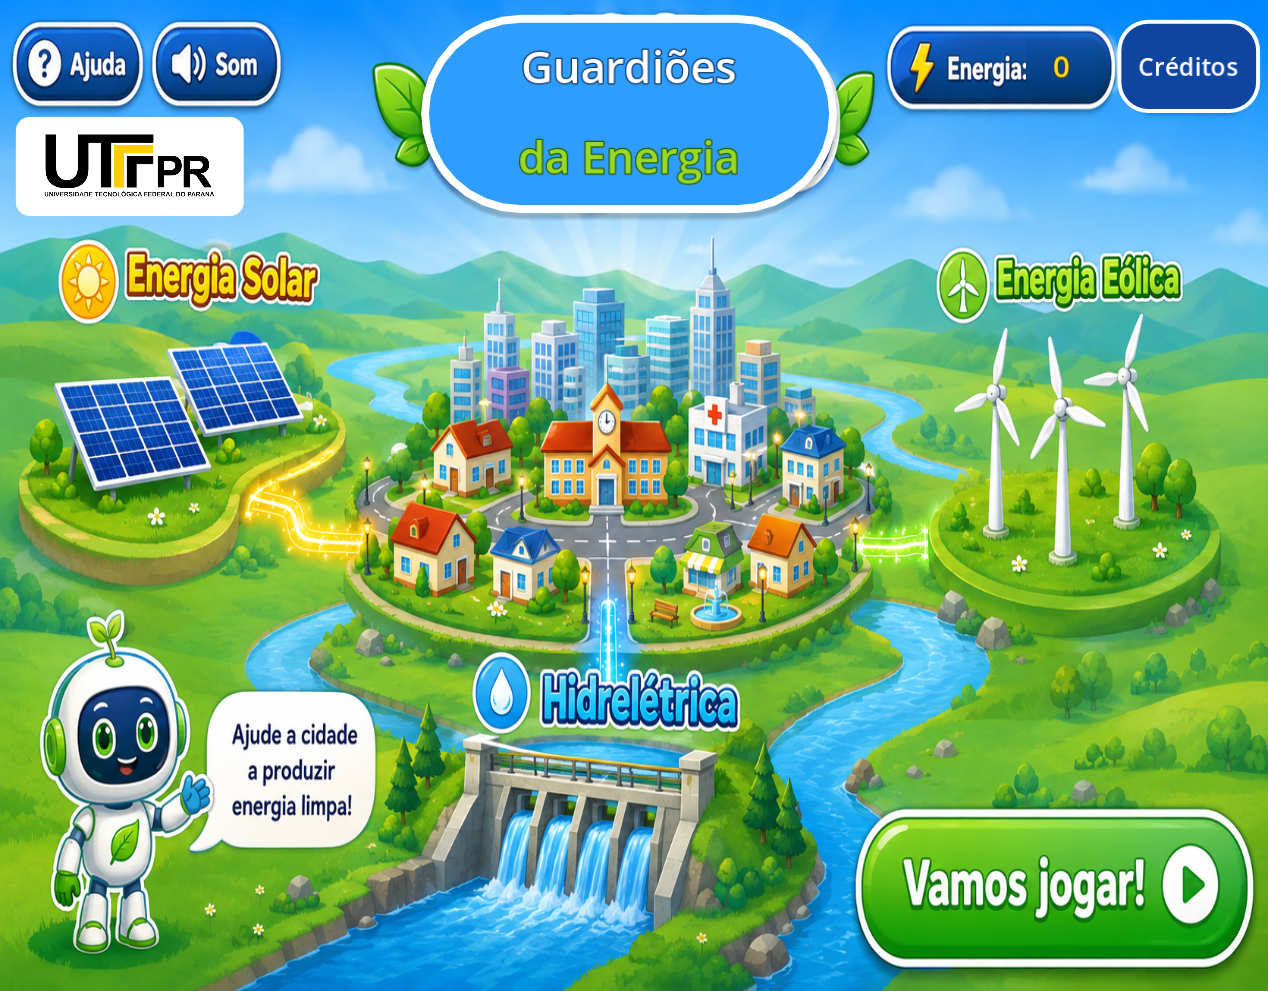 Ajuda
Som
Guardiões
da Energia
Energia: 0
Créditos
UTFPR
UNIVERSIDADE TECNOLÓGICA FEDERAL DO PARANÁ
Energia Solar
Energia Eólica
Hidrelétrica
Ajude a cidade
a produzir
energia limpa!
Vamos jogar!